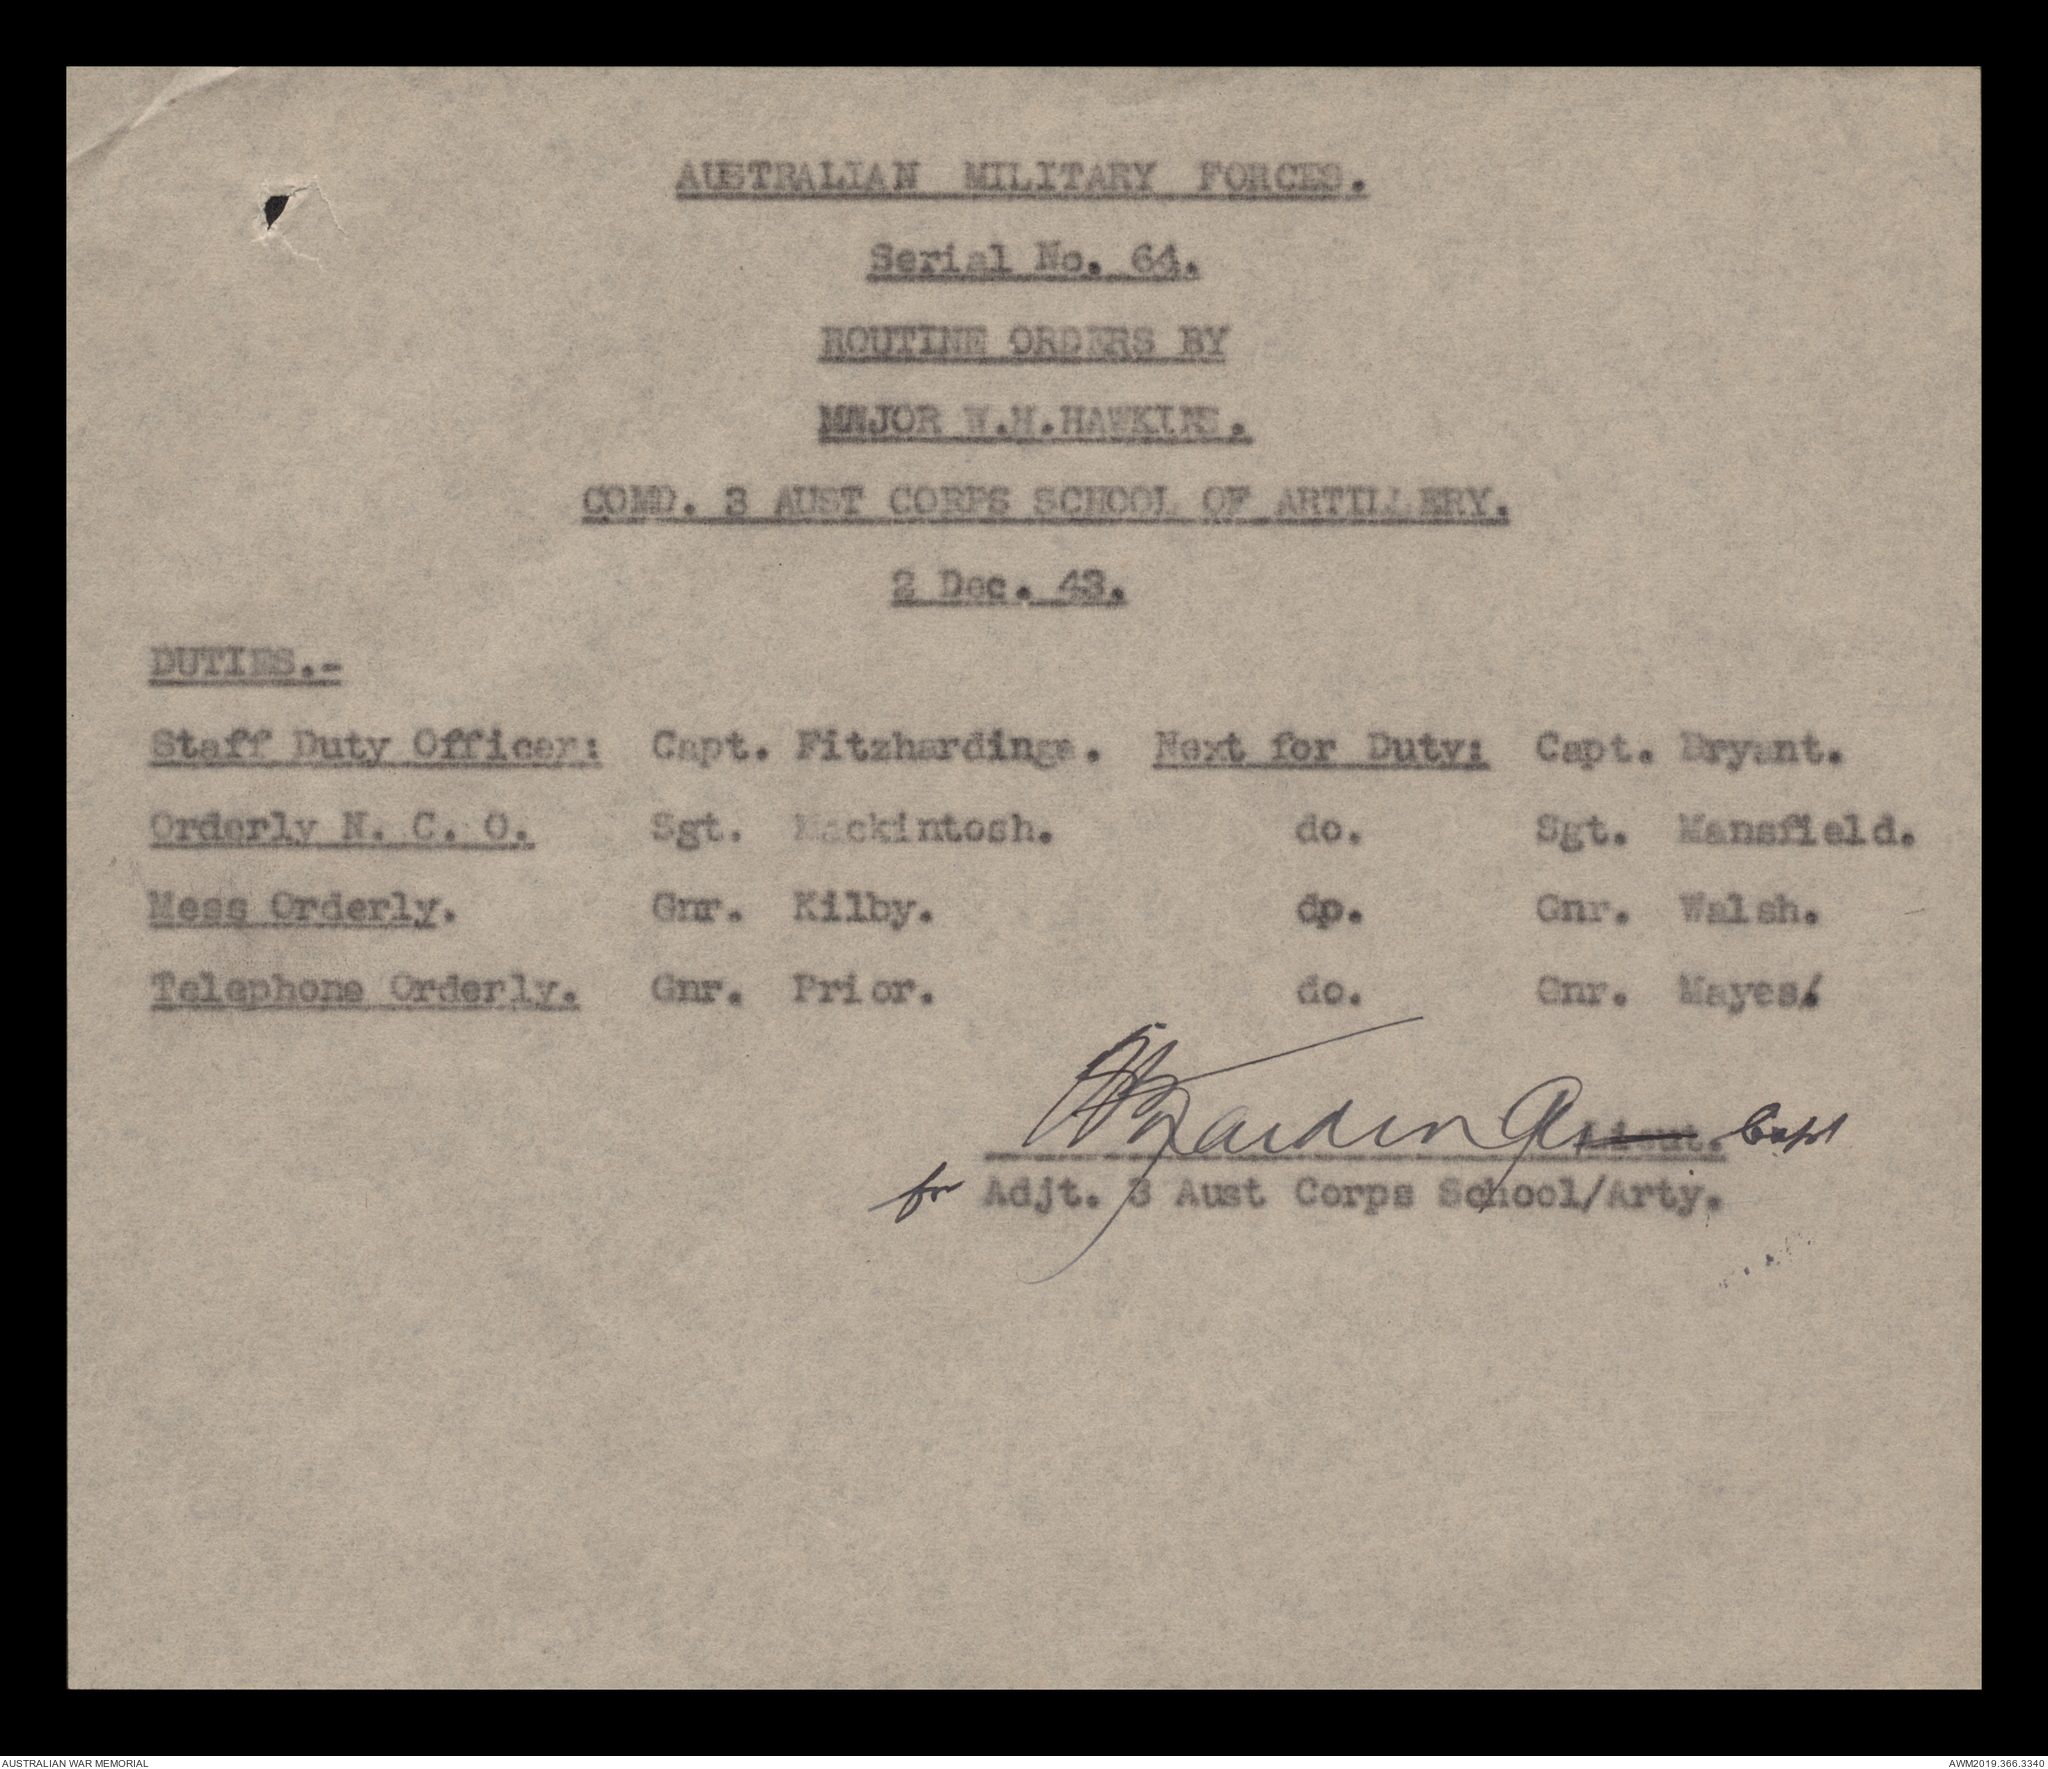 AUSTRALIAN MILITARY FORCES.
Serial No. 64.
ROUTINE ORDERS BY
MAJOR W.H.HAWKINS.
COMD. 3 AUST CORPS SCHOOL OF ARTILLERY.
2 Dec. 43.
DUTIES.-
Staff Duty Officer: Capt. Fitzhardinge. Next for Duty: Capt. Bryant.
Orderly N. C. O. Sgt. Mackintosh. do. Sgt. Mansfield.
Mess Orderly. Gnr. Kilby. dp. Gnr. Walsh.
Telephone Orderly. Gnr. Prior. do. Gnr. Mayes.
Fitzhardinge Lieut. Capt
for Adjt. 3 Aust Corps School/Arty.
AUSTRALIAN WAR MEMORIAL AWM2019.366.3340